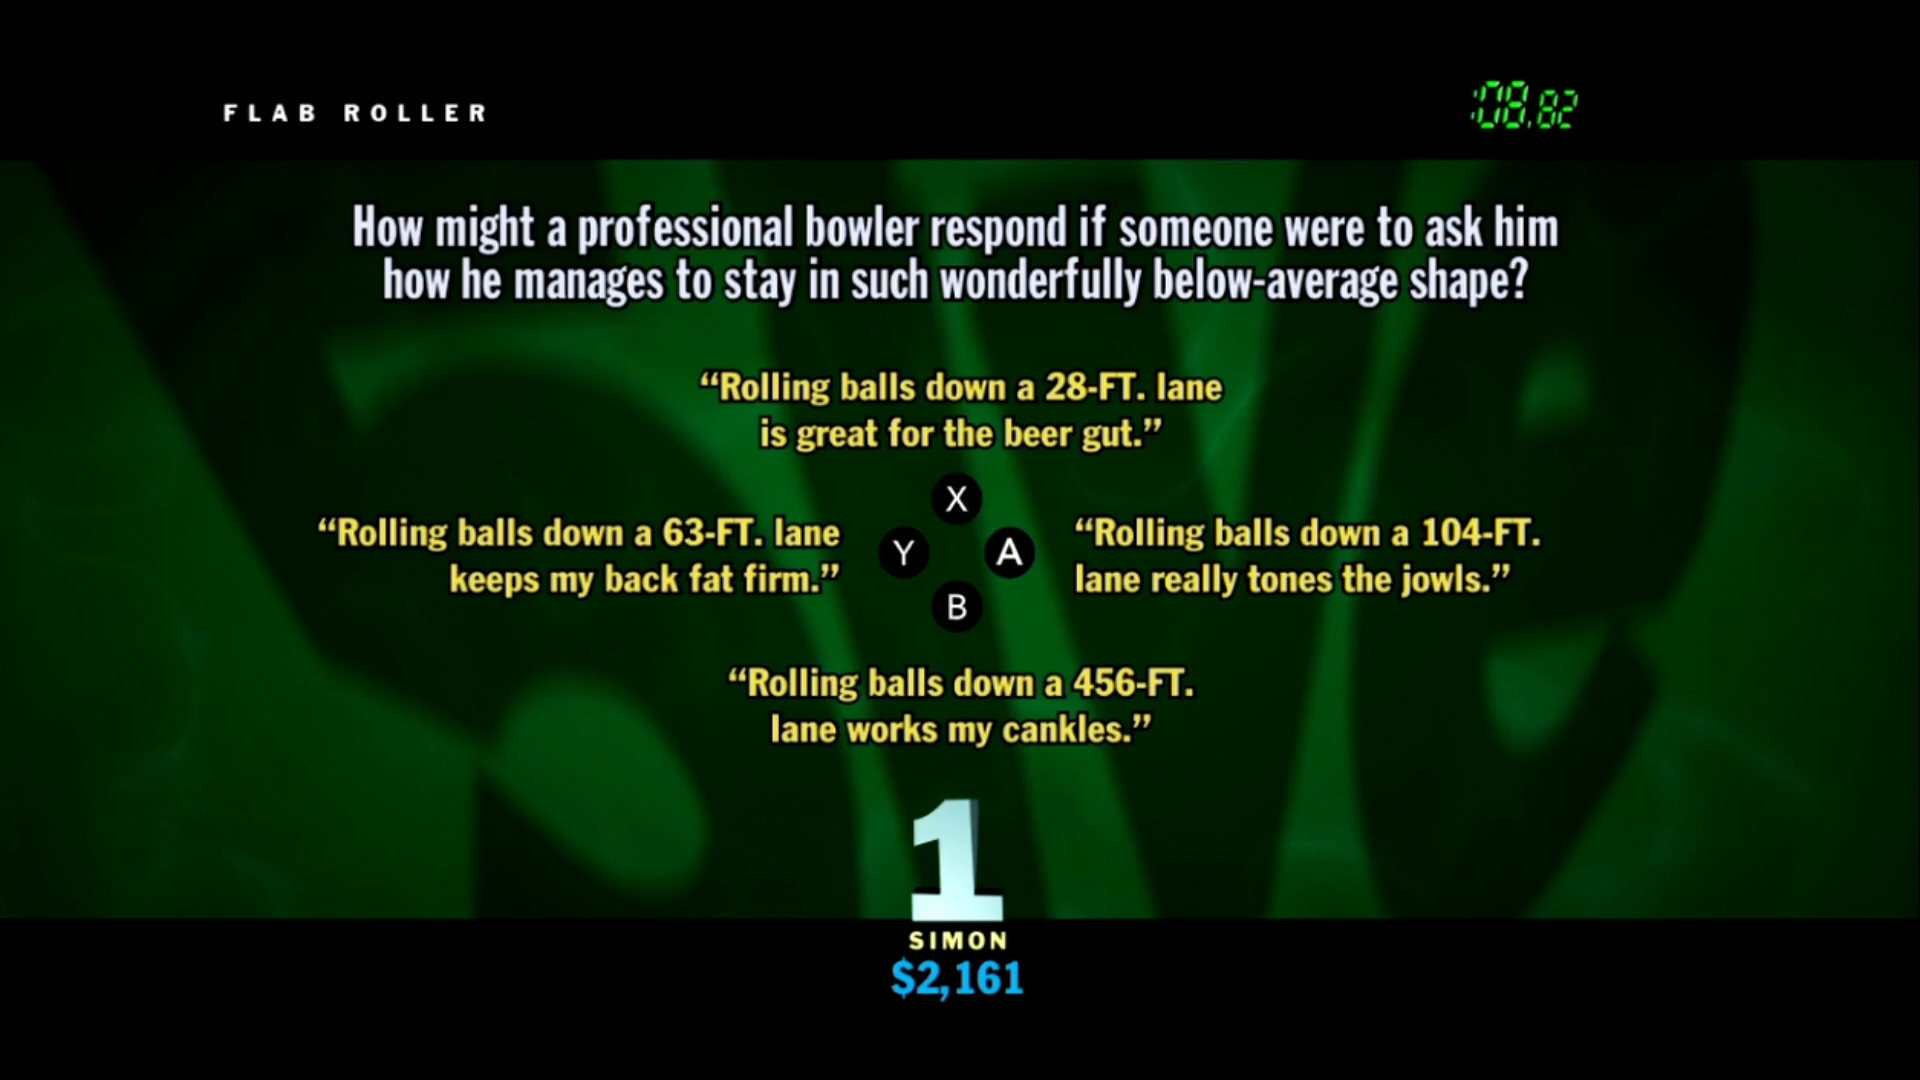 FLAB ROLLER
:08.82
How might a professional bowler respond if someone were to ask him
how he manages to stay in such wonderfully below-average shape?
“Rolling balls down a 28-FT. lane
is great for the beer gut.”
X
“Rolling balls down a 63-FT. lane
keeps my back fat firm.”
Y
A
“Rolling balls down a 104-FT.
lane really tones the jowls.”
B
“Rolling balls down a 456-FT.
lane works my cankles.”
1
SIMON
$2,161